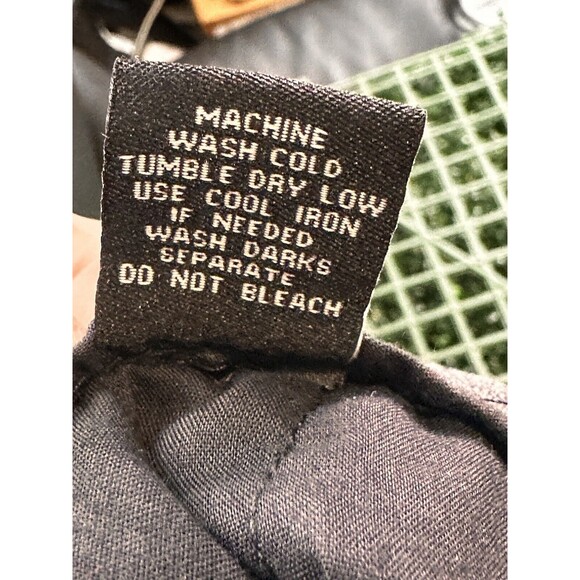 MACHINE
WASH COLD
TUMBLE DRY LOW
USE COOL IRON
IF NEEDED
WASH DARKS
SEPARATE
DO NOT BLEACH